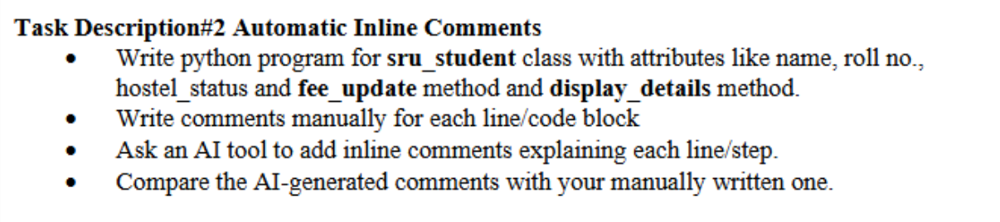 Task Description#2 Automatic Inline Comments
• Write python program for sru_student class with attributes like name, roll no.,
hostel_status and fee_update method and display_details method.
• Write comments manually for each line/code block
• Ask an AI tool to add inline comments explaining each line/step.
• Compare the AI-generated comments with your manually written one.